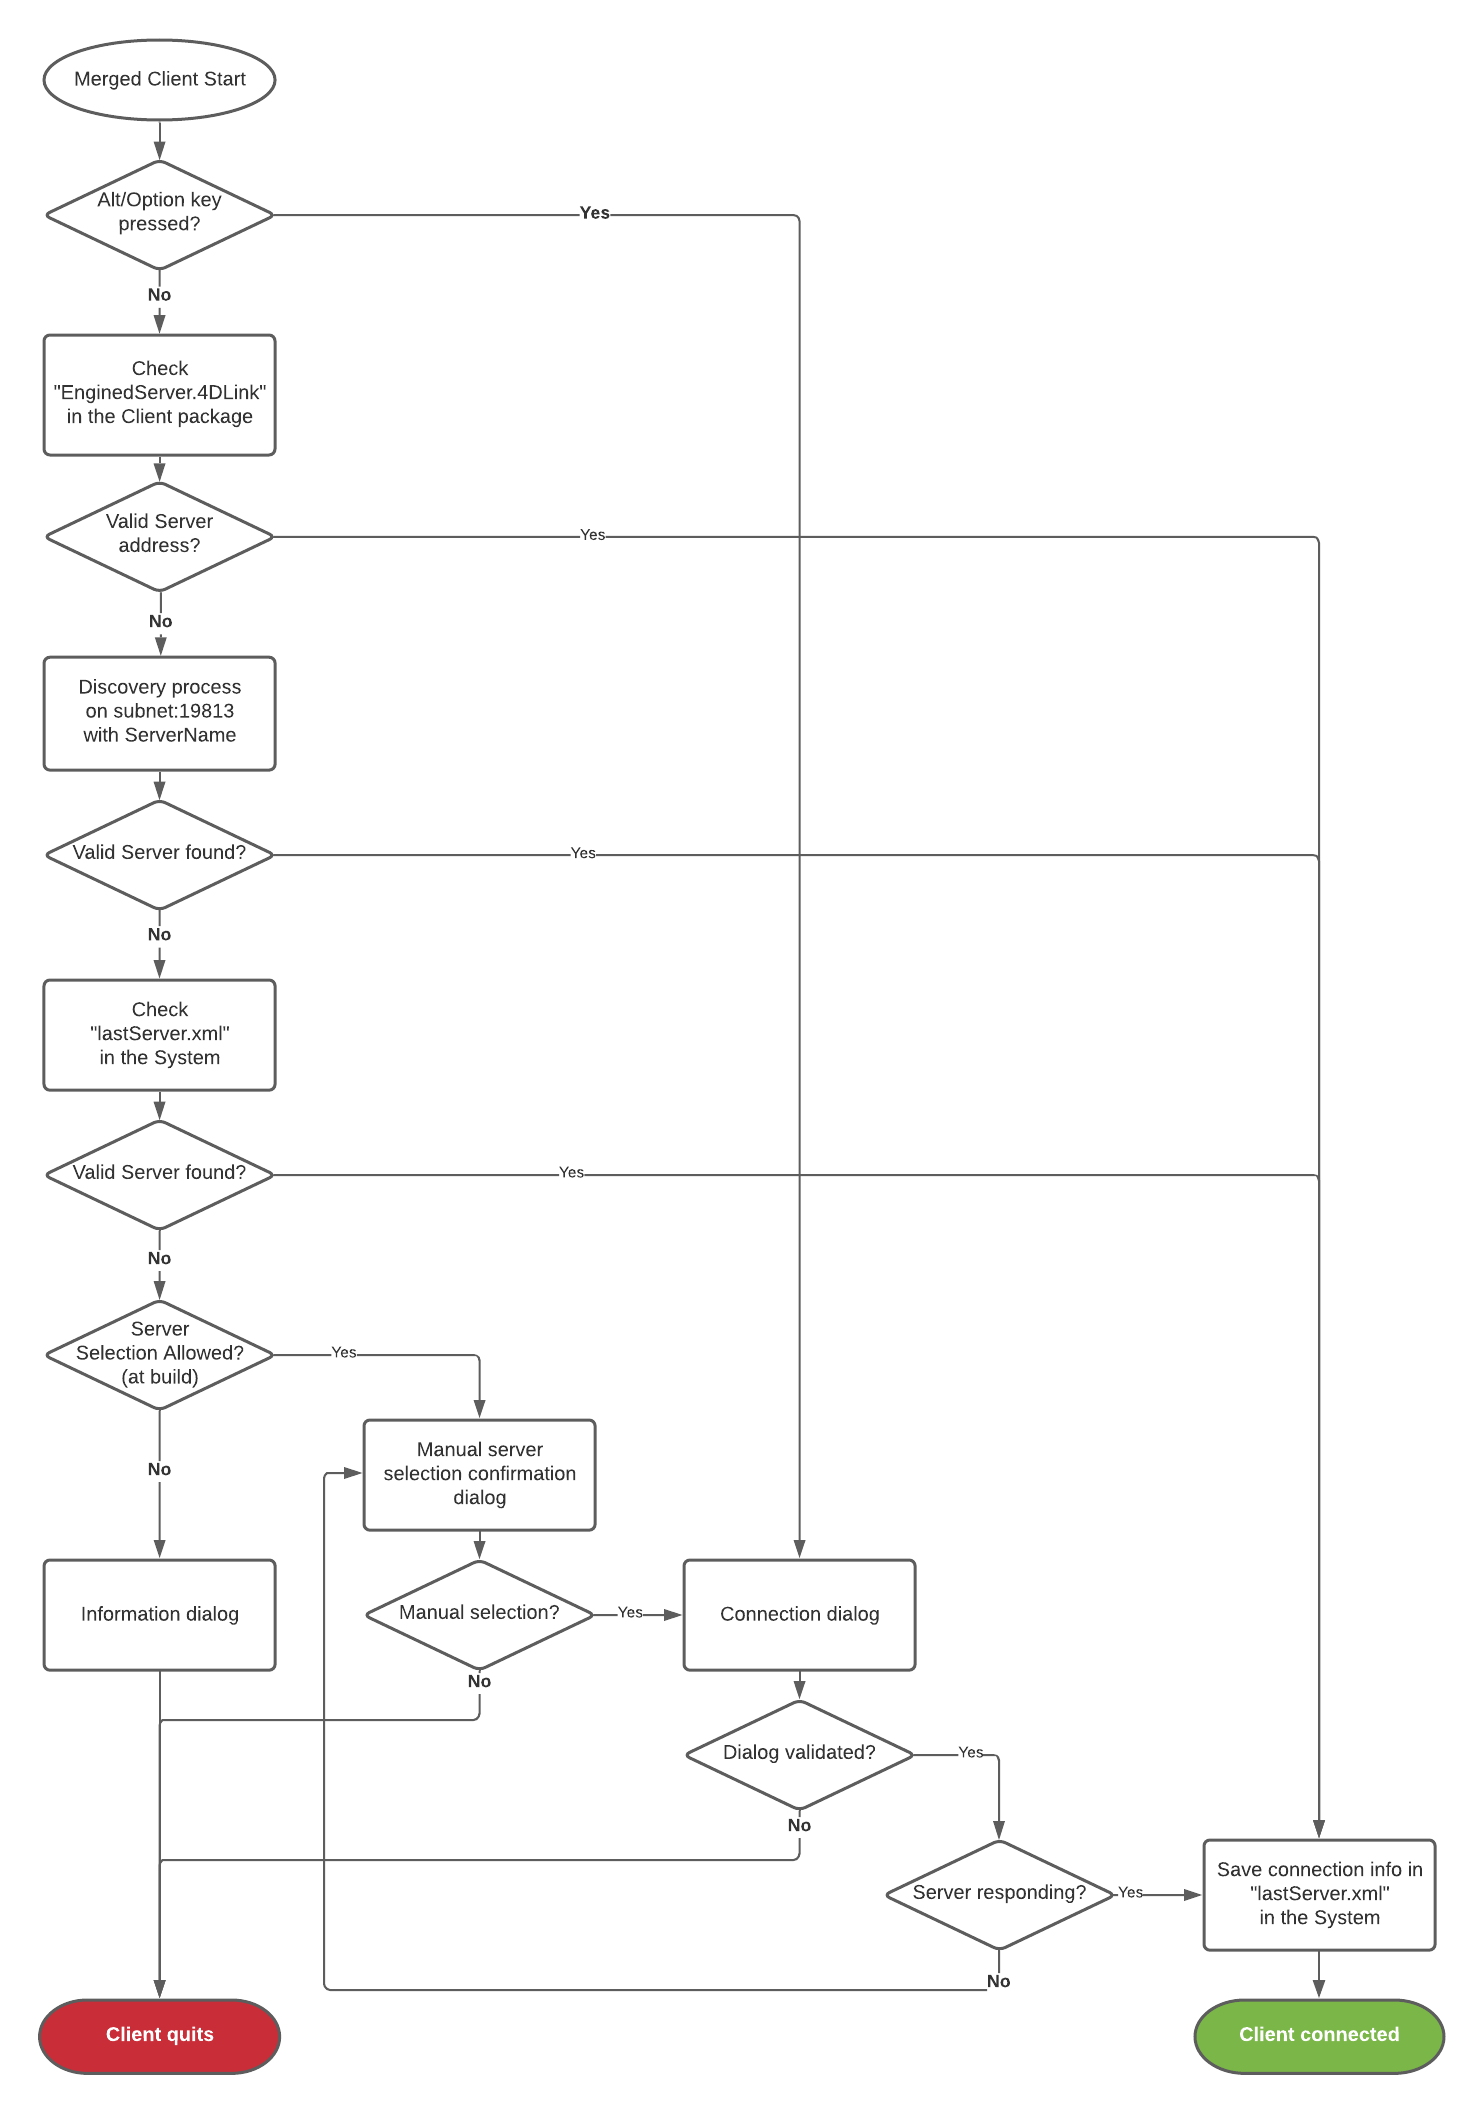 Merged Client Start
Alt/Option key
pressed?
Yes
No
Check
"EnginedServer.4DLink"
in the Client package
Valid Server
address?
Yes
No
Discovery process
on subnet:19813
with ServerName
Valid Server found?
Yes
No
Check
"lastServer.xml"
in the System
Valid Server found?
Yes
No
Server
Selection Allowed?
(at build)
Yes
No
Manual server
selection confirmation
dialog
Information dialog
Manual selection?
Yes
No
Connection dialog
Dialog validated?
Yes
No
Server responding?
Yes
No
Save connection info in
"lastServer.xml"
in the System
Client quits
Client connected